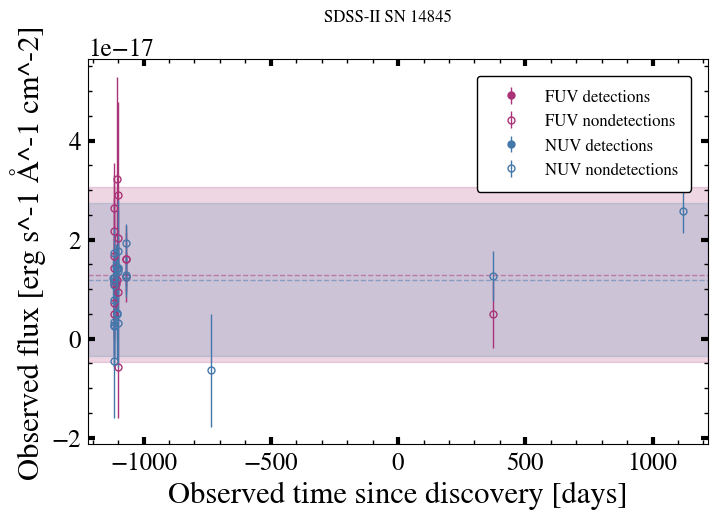 SDSS-II SN 14845
1e−17
Observed flux [erg s^-1 Å^-1 cm^-2]
4
2
0
−2
FUV detections
FUV nondetections
NUV detections
NUV nondetections
−1000
−500
0
500
1000
Observed time since discovery [days]